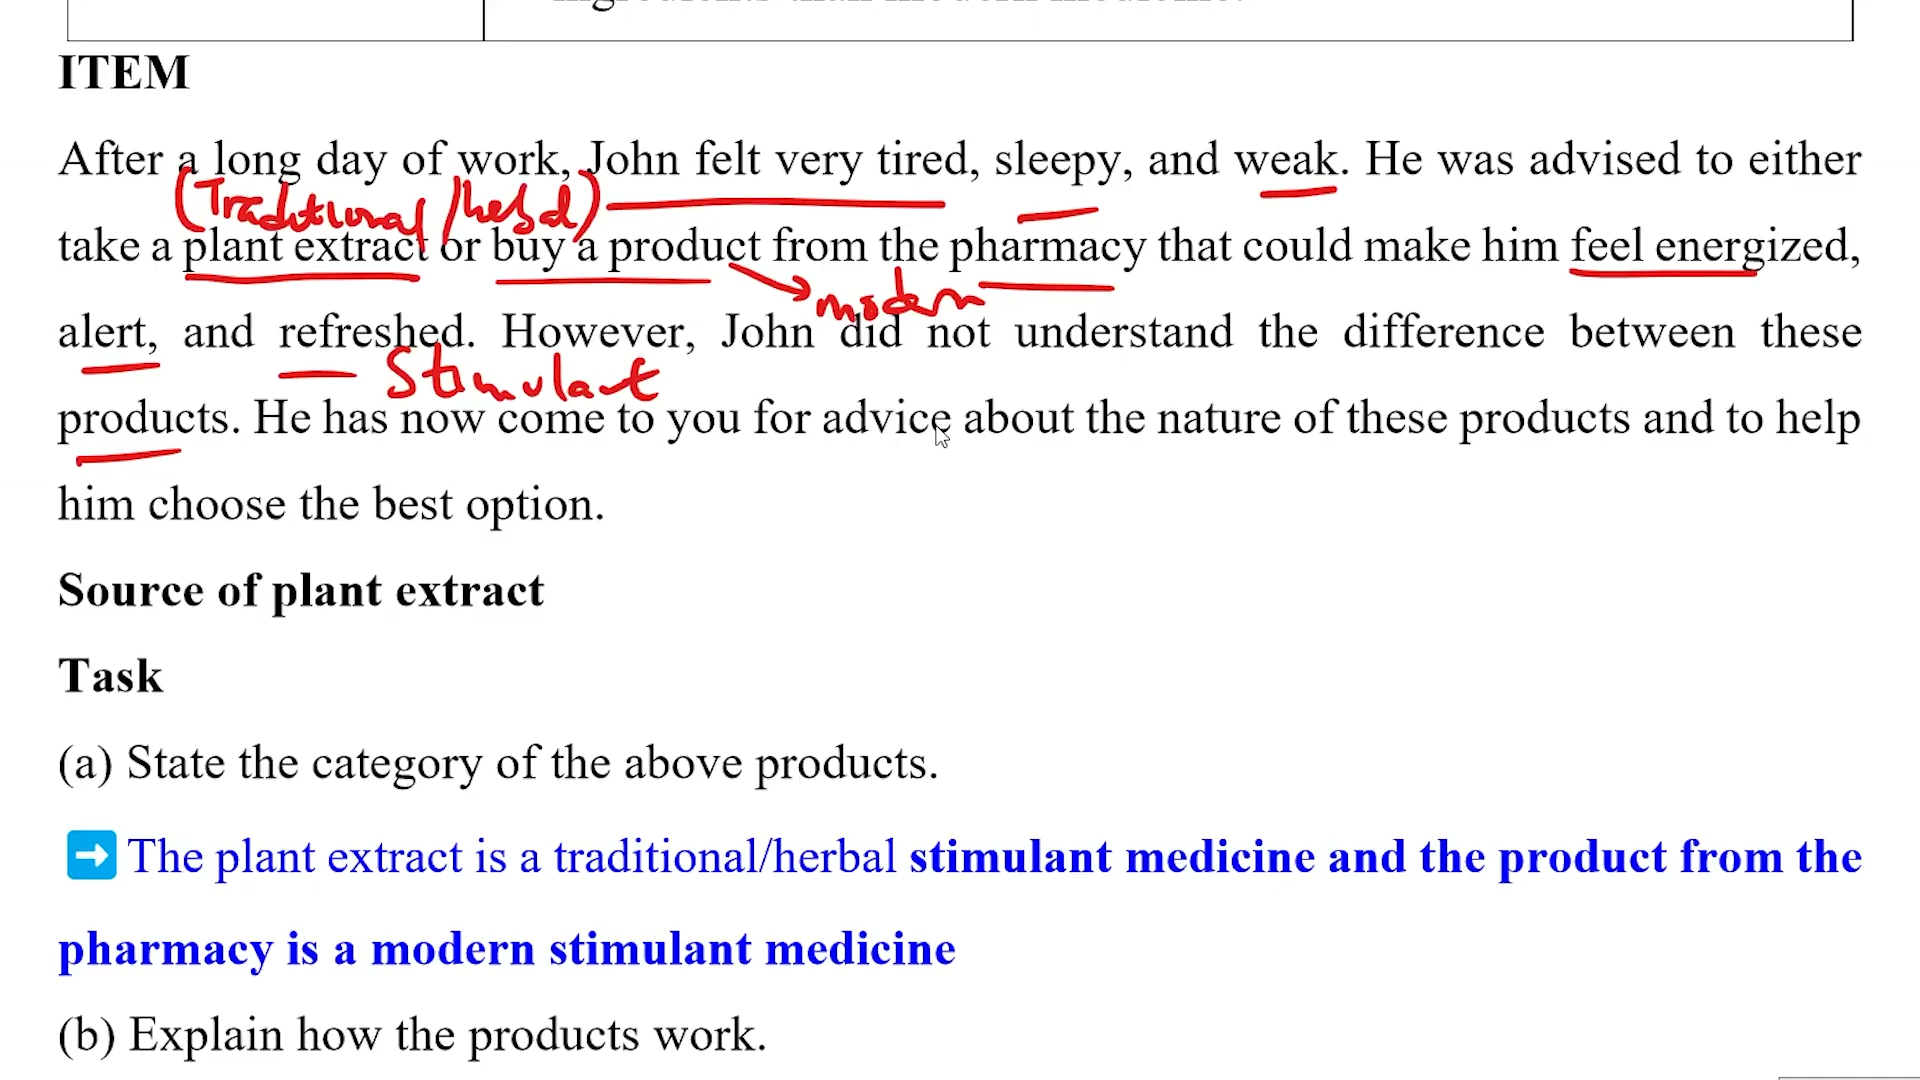 ITEM
After a long day of work, John felt very tired, sleepy, and weak. He was advised to either
(Traditional/herbal)
take a plant extract or buy a product from the pharmacy that could make him feel energized,
modern
alert, and refreshed. However, John did not understand the difference between these
Stimulant
products. He has now come to you for advice about the nature of these products and to help
him choose the best option.
Source of plant extract
Task
(a) State the category of the above products.
The plant extract is a traditional/herbal stimulant medicine and the product from the
pharmacy is a modern stimulant medicine
(b) Explain how the products work.